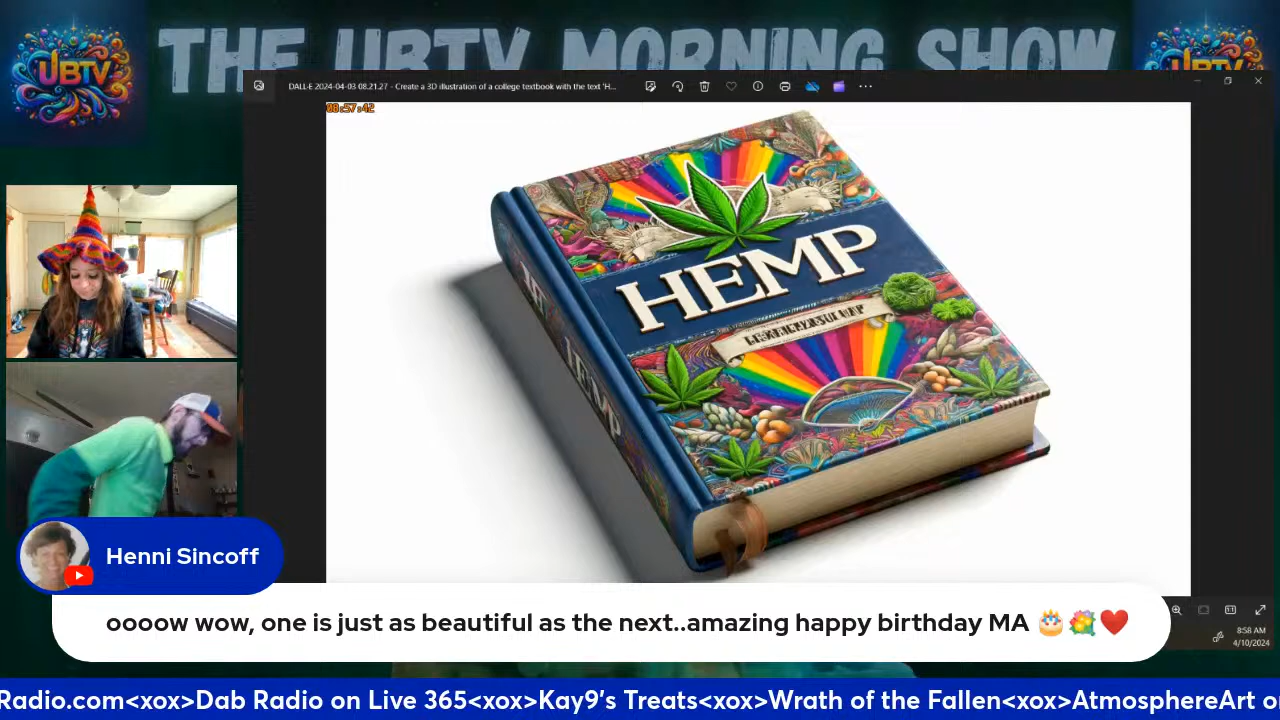 THE UBTV MORNING SHOW
UBTV
UBTV
DALL·E 2024-04-03 08.21.27 - Create a 3D illustration of a college textbook with the text 'H...
08:57:42
HEMP
HEMP
Henni Sincoff
oooow wow, one is just as beautiful as the next..amazing happy birthday MA 🎂💐❤️
8:58 AM
4/10/2024
Radio.com<xox>Dab Radio on Live 365<xox>Kay9's Treats<xox>Wrath of the Fallen<xox>AtmosphereArt o